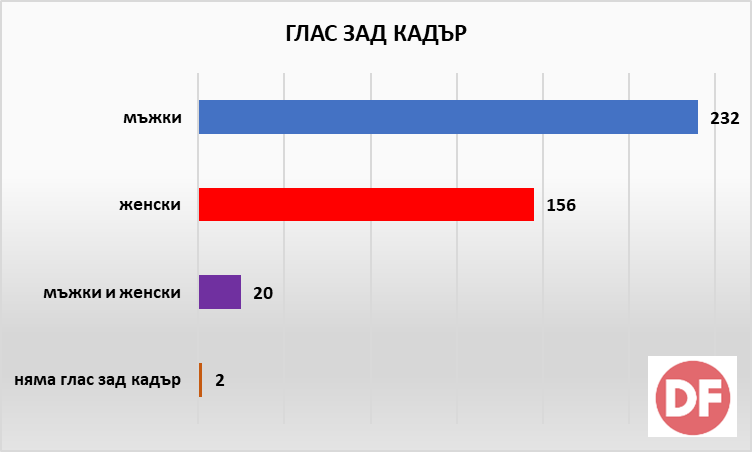 ГЛАС ЗАД КАДЪР
мъжки 232
женски 156
мъжки и женски 20
няма глас зад кадър 2
DF